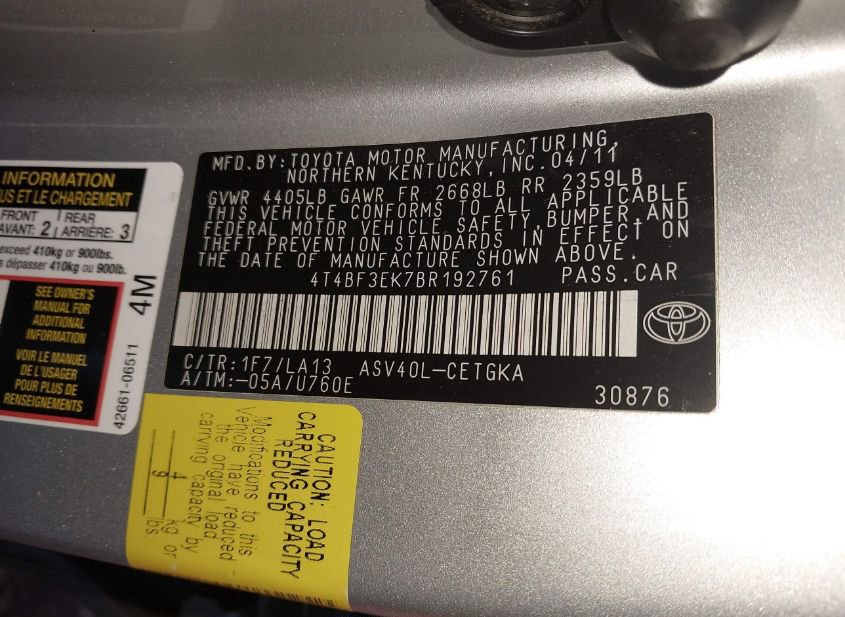 MFD.BY:TOYOTA MOTOR MANUFACTURING,
NORTHERN KENTUCKY, INC.04/11
GVWR 4405LB GAWR FR 2668LB RR 2359LB
THIS VEHICLE CONFORMS TO ALL APPLICABLE
FEDERAL MOTOR VEHICLE SAFETY,BUMPER,AND
THEFT PREVENTION STANDARDS IN EFFECT ON
THE DATE OF MANUFACTURE SHOWN ABOVE.
4T4BF3EK7BR192761 PASS.CAR
C/TR:1F7/LA13 ASV40L-CETGKA
A/TM:-05A/U760E
30876
INFORMATION
US ET LE CHARGEMENT
FRONT REAR
AVANT: 2 ARRIÈRE: 3
exceed 410kg or 900lbs.
dépasser 410kg ou 900lb.
SEE OWNER'S
MANUAL FOR
ADDITIONAL
INFORMATION
VOIR LE MANUEL
DE L'USAGER
POUR PLUS DE
RENSEIGNEMENTS
4M
42661-06511
CAUTION: LOAD
CARRYING CAPACITY
REDUCED
Modifications to this
vehicle have reduced
the original load
carrying capacity by
4 kg or
9 lbs